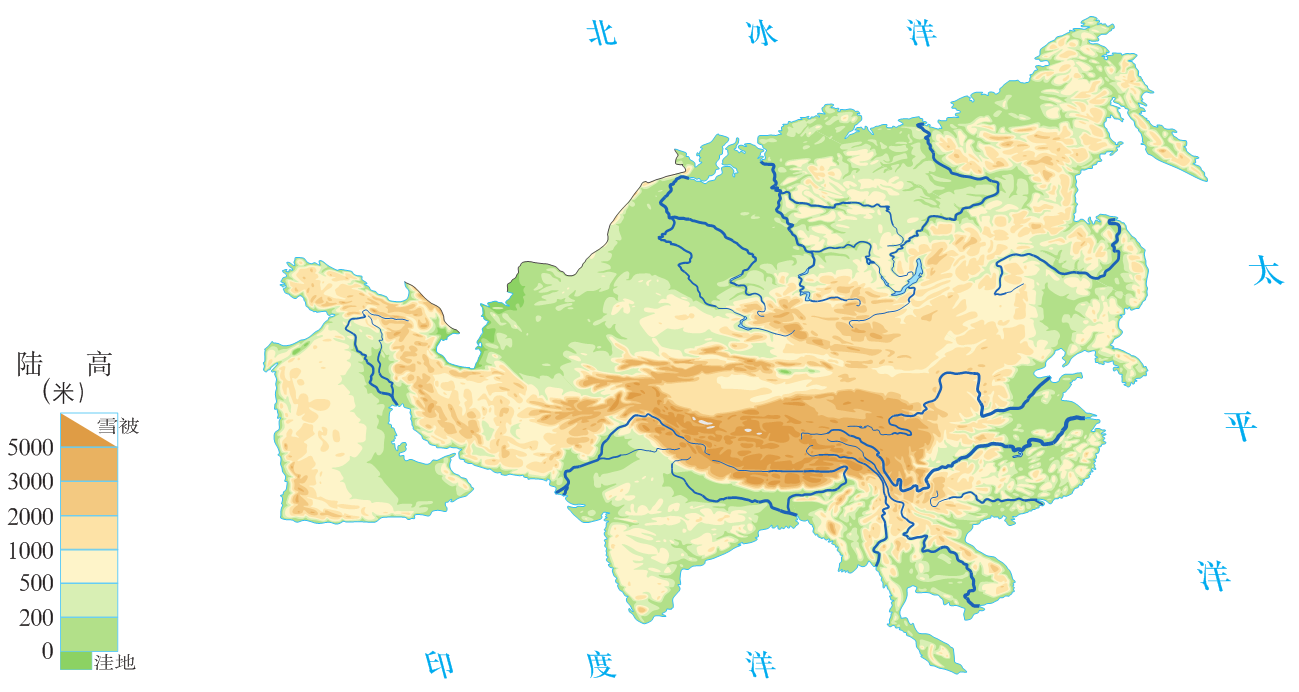 北 冰 洋
太
平
洋
印 度 洋
陆 高
(米)
雪被
5000
3000
2000
1000
500
200
0
洼地